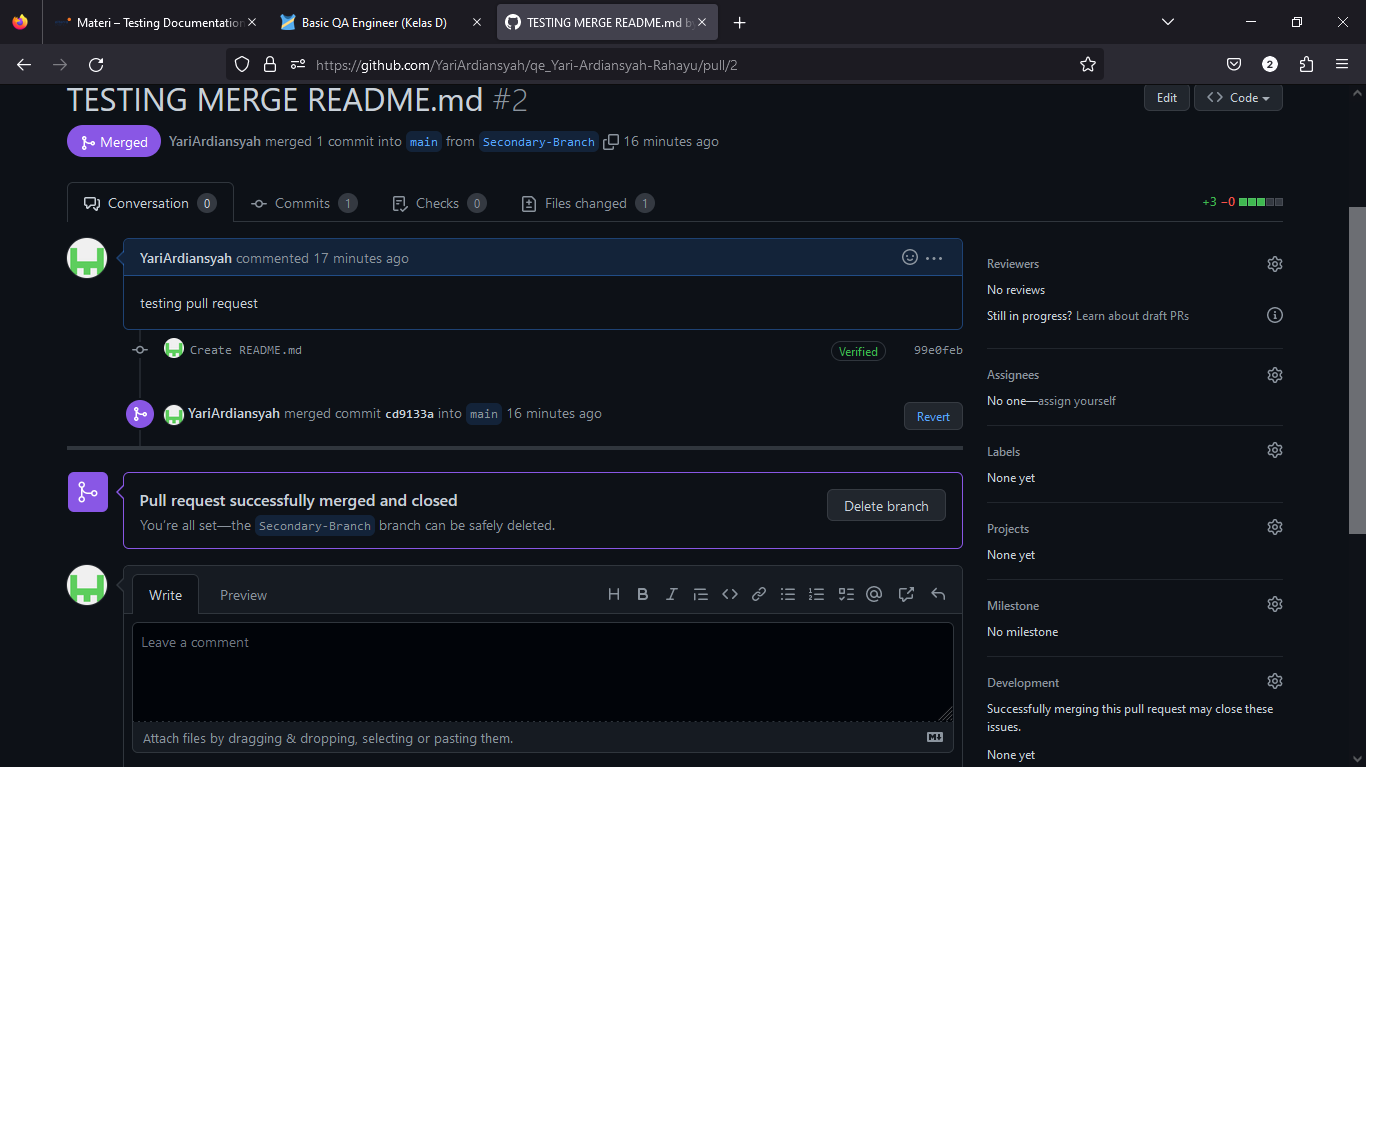 Materi – Testing Documentation
Basic QA Engineer (Kelas D)
TESTING MERGE README.md by
https://github.com/YariArdiansyah/qe_Yari-Ardiansyah-Rahayu/pull/2
2
TESTING MERGE README.md #2
Edit
Code
Merged
YariArdiansyah merged 1 commit into main from Secondary-Branch 16 minutes ago
Conversation 0
Commits 1
Checks 0
Files changed 1
+3 −0
YariArdiansyah commented 17 minutes ago
testing pull request
Create README.md
Verified
99e0feb
YariArdiansyah merged commit cd9133a into main 16 minutes ago
Revert
Pull request successfully merged and closed
You're all set—the Secondary-Branch branch can be safely deleted.
Delete branch
Write
Preview
Leave a comment
Attach files by dragging & dropping, selecting or pasting them.
Reviewers
No reviews
Still in progress? Learn about draft PRs
Assignees
No one—assign yourself
Labels
None yet
Projects
None yet
Milestone
No milestone
Development
Successfully merging this pull request may close these
issues.
None yet